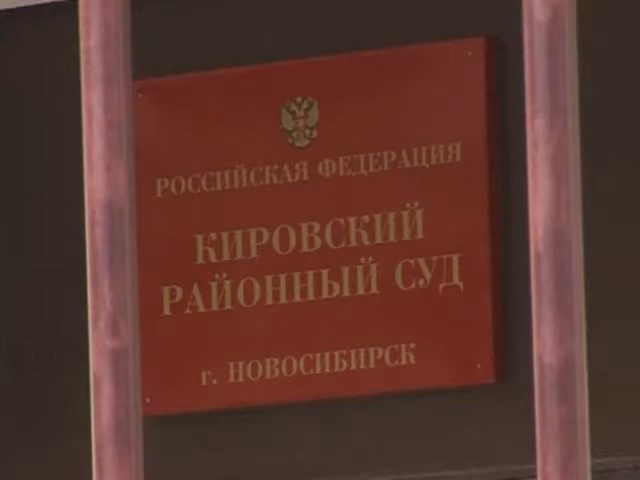 РОССИЙСКАЯ ФЕДЕРАЦИЯ
КИРОВСКИЙ
РАЙОННЫЙ СУД
г. НОВОСИБИРСК